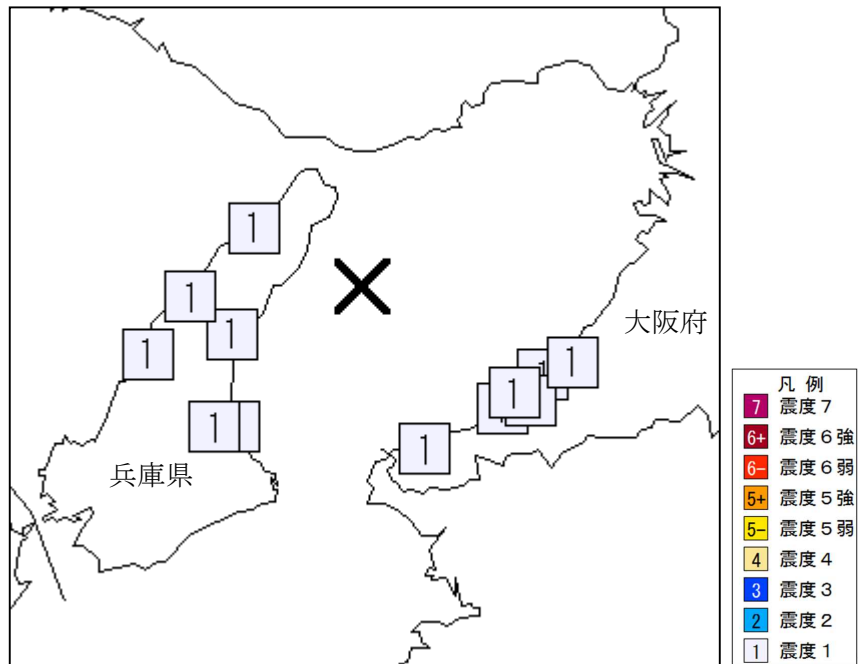 1
1
1
1
1
1
1
1
1
大阪府
兵庫県
凡 例
7 震度7
6+ 震度6強
6- 震度6弱
5+ 震度5強
5- 震度5弱
4 震度4
3 震度3
2 震度2
1 震度1